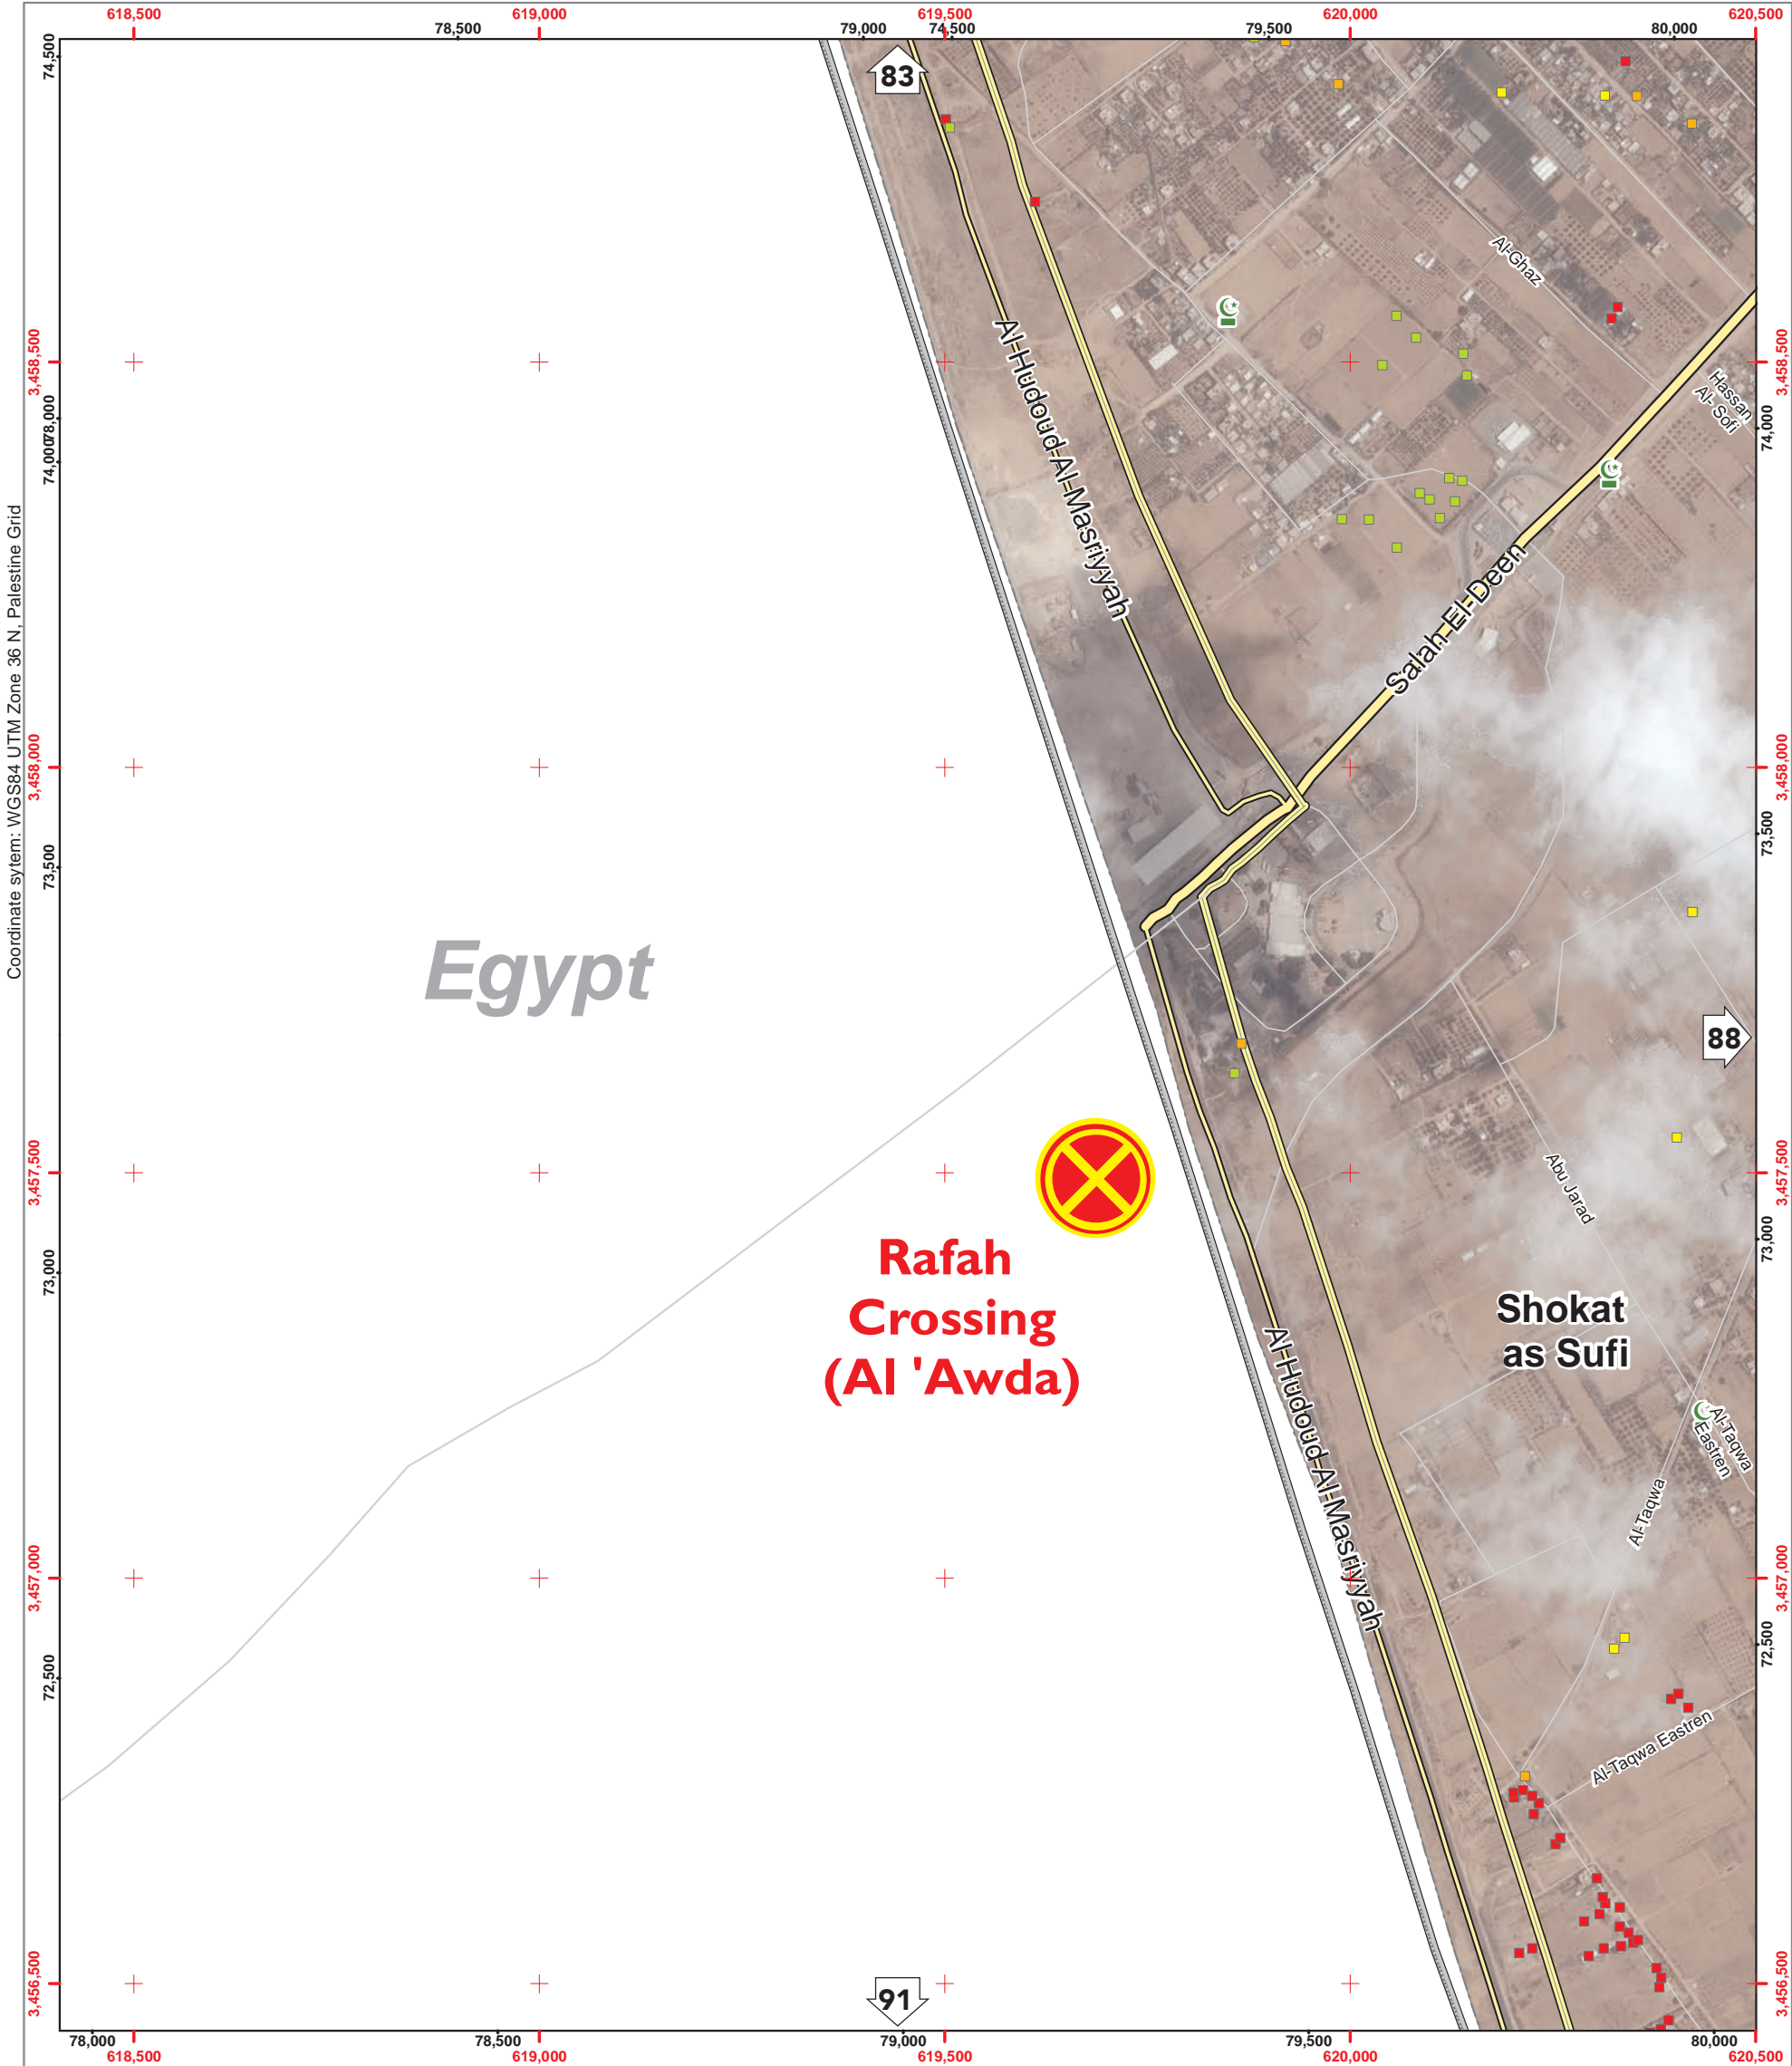 618,500
619,000
619,500
620,000
620,500
78,500
79,000
74,500
79,500
80,000
74,500
83
Al-Ghaz
3,458,500
3,458,500
Hassan
Al- Sofi
78,000
74,000
74,000
Al-Hudoud Al-Masriyyah
Salah El-Deen
Coordinate sytem: WGS84 UTM Zone 36 N, Palestine Grid
3,458,000
3,458,000
73,500
73,500
Egypt
88
3,457,500
3,457,500
Abu Jarad
73,000
73,000
Rafah
Crossing
(Al 'Awda)
Shokat
as Sufi
Al-Hudoud Al-Masriyyah
Al-Taqwa
Eastren
Al-Taqwa
3,457,000
3,457,000
72,500
72,500
Al-Taqwa Eastren
3,456,500
3,456,500
91
78,000
78,500
79,000
79,500
80,000
618,500
619,000
619,500
620,000
620,500